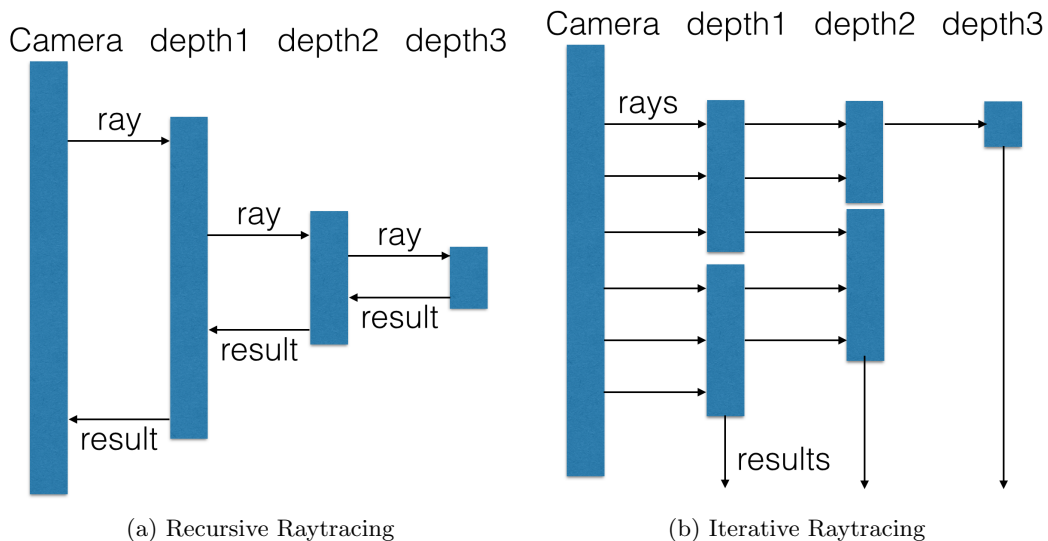 Camera depth1 depth2 depth3
ray
ray
ray
result
result
result
(a) Recursive Raytracing
Camera depth1 depth2 depth3
rays
results
(b) Iterative Raytracing